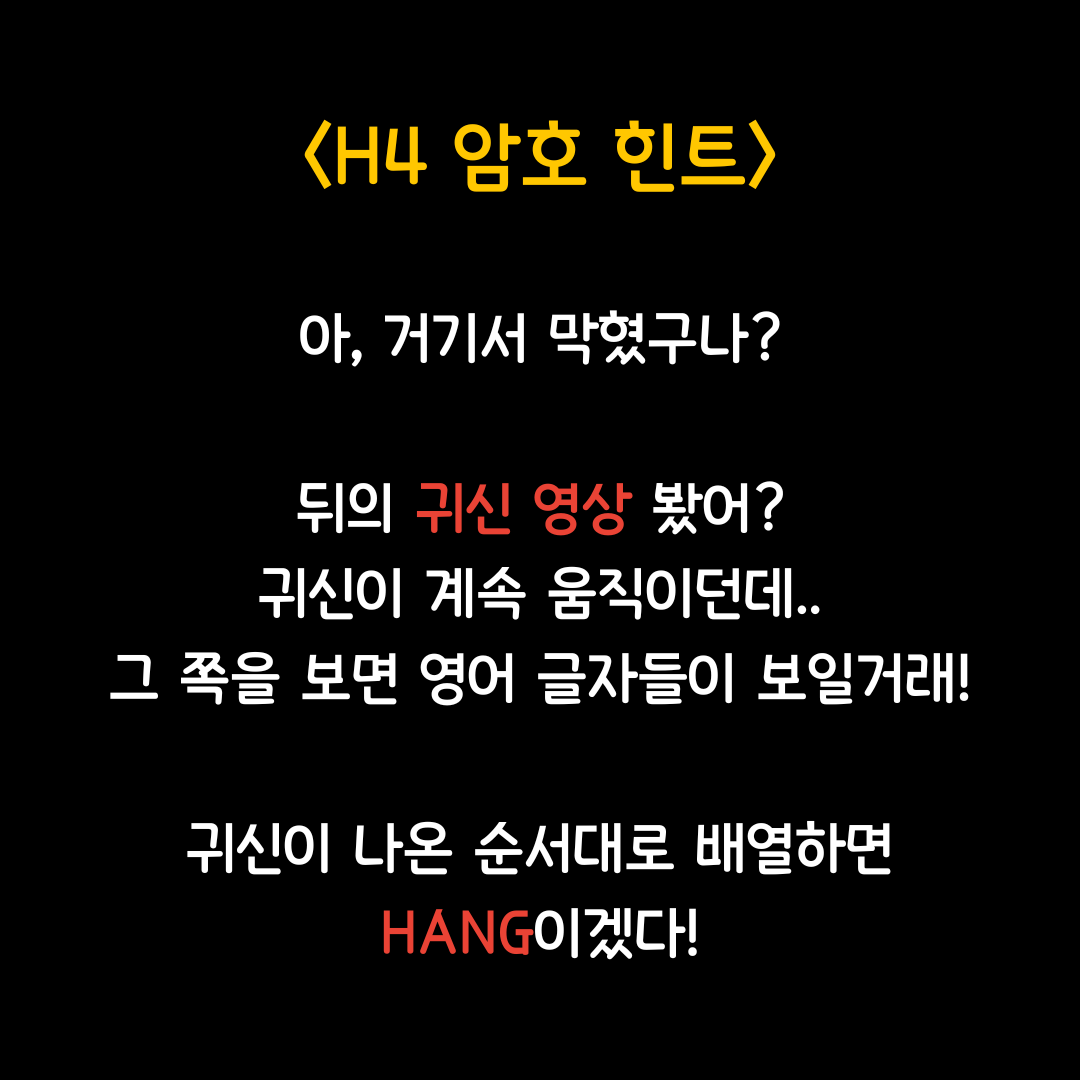 <H4 암호 힌트>
아, 거기서 막혔구나?
뒤의 귀신 영상 봤어?
귀신이 계속 움직이던데..
그 쪽을 보면 영어 글자들이 보일거래!
귀신이 나온 순서대로 배열하면
HANG이겠다!